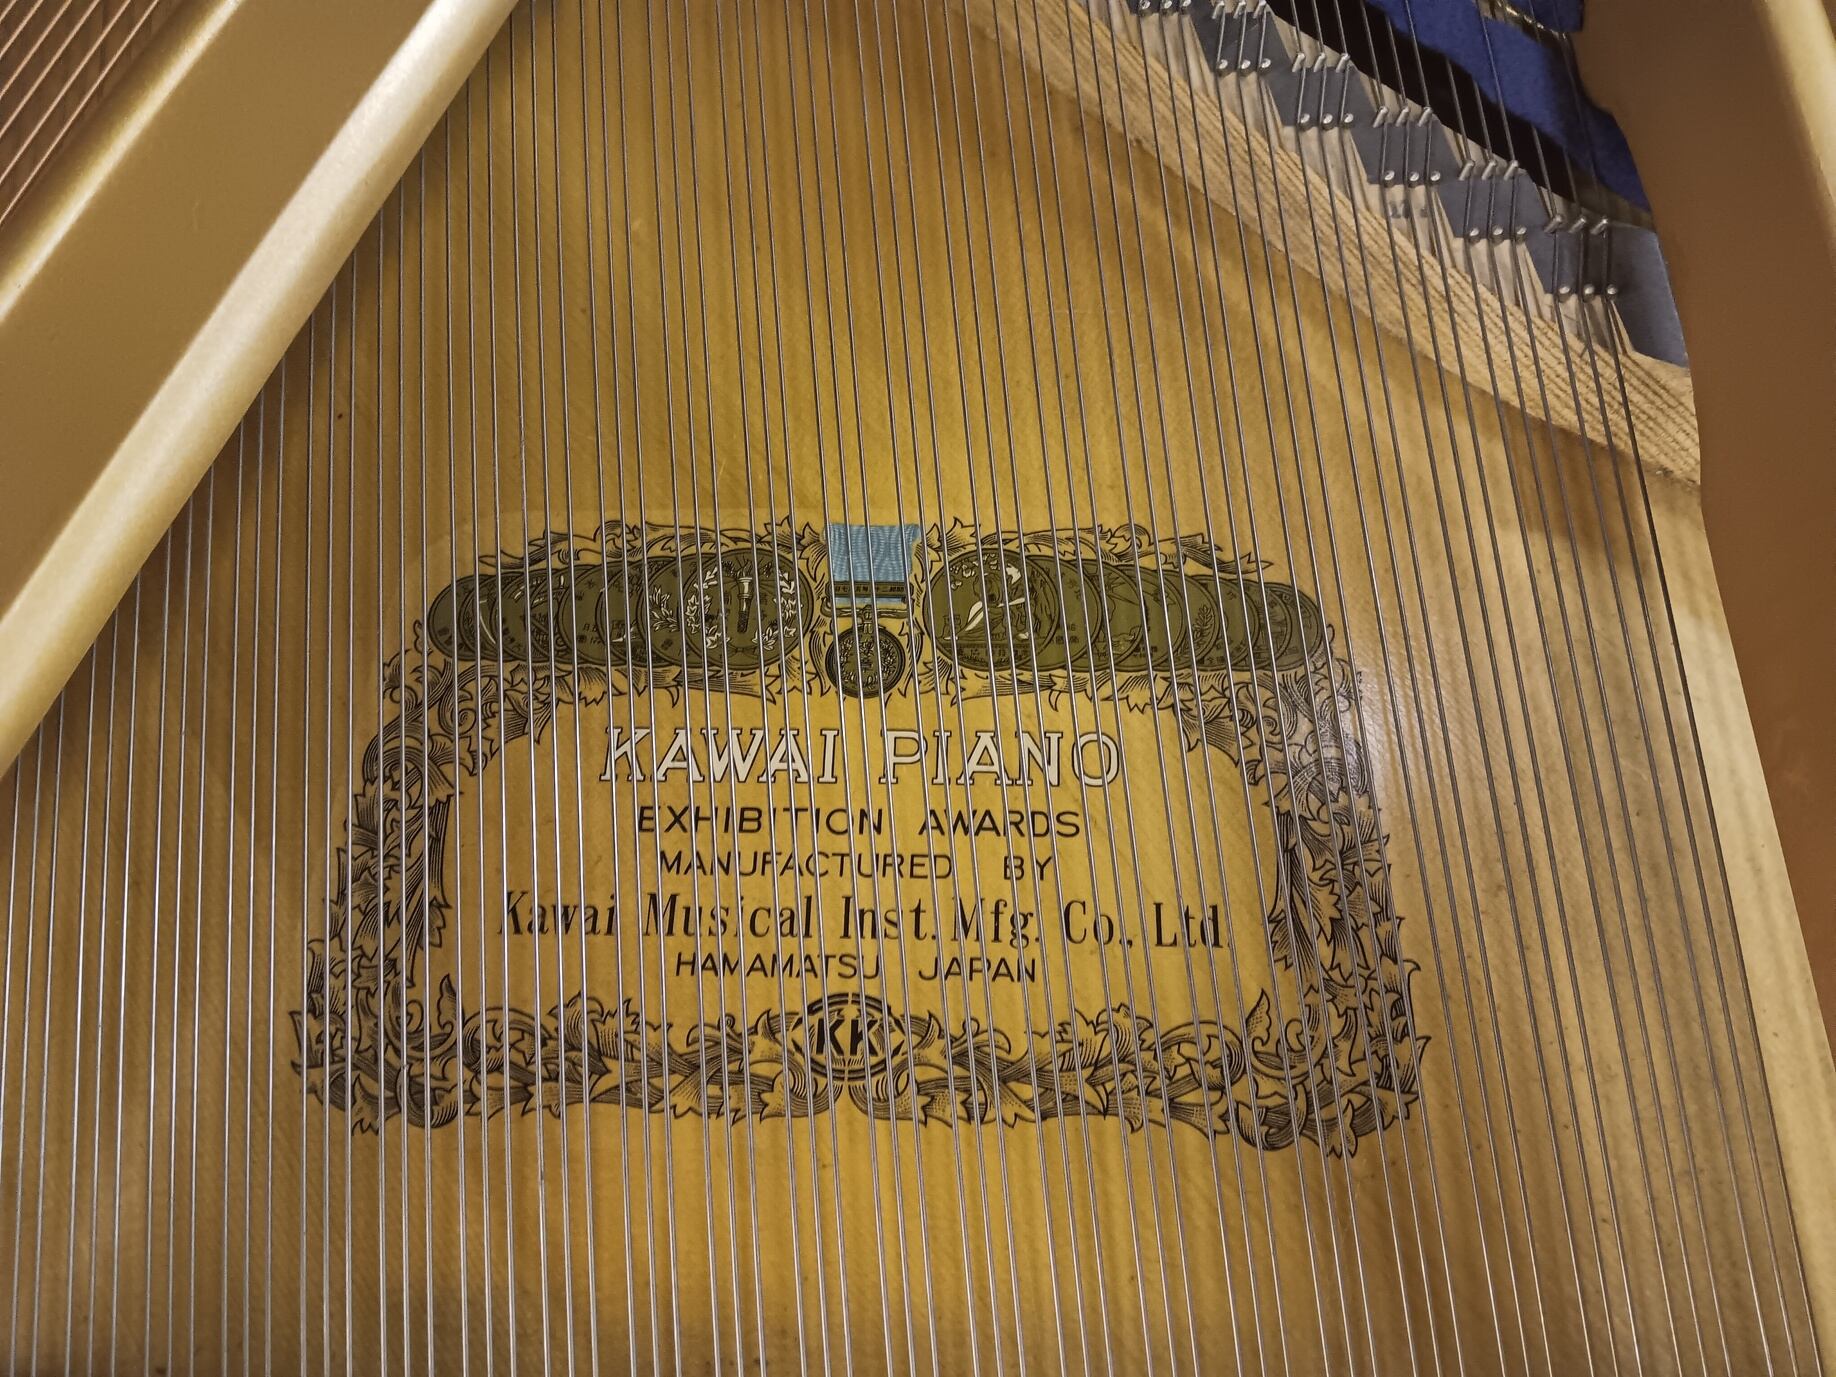 KAWAI PIANO
EXHIBITION AWARDS
MANUFACTURED BY
Kawai Musical Inst. Mfg. Co., Ltd.
HAMAMATSU JAPAN
KK